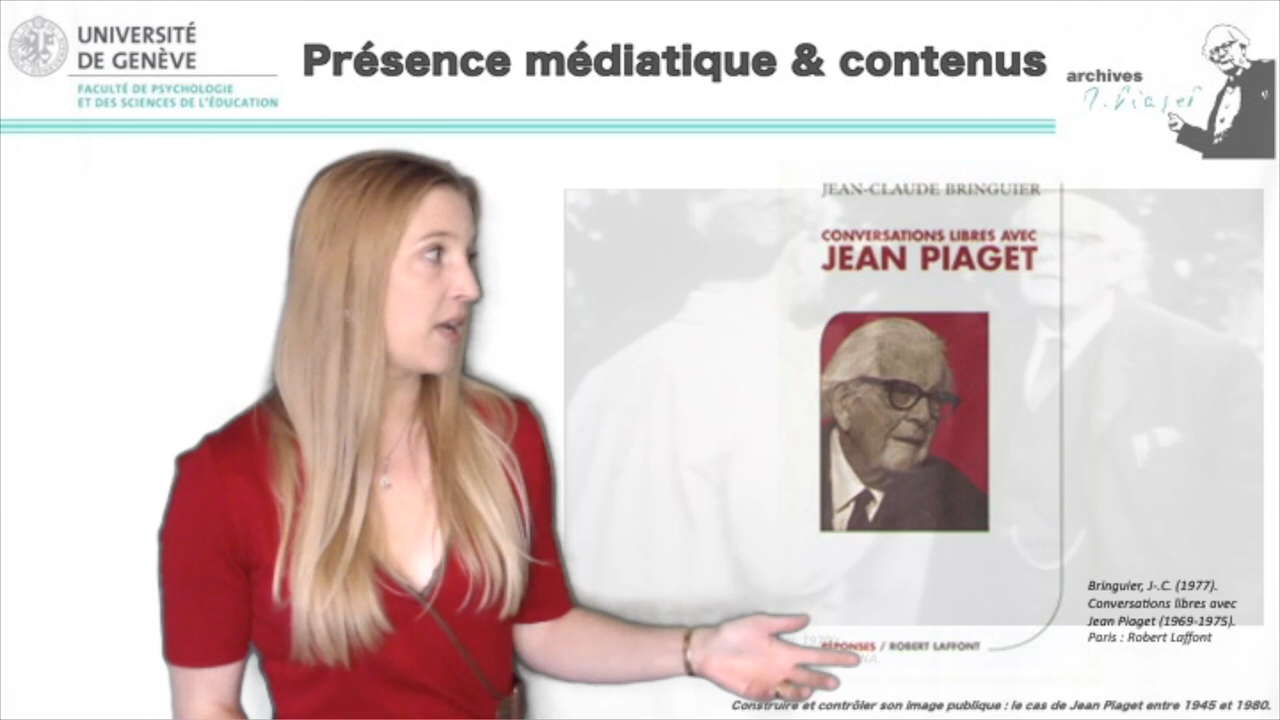 UNIVERSITÉ
DE GENÈVE
FACULTÉ DE PSYCHOLOGIE
ET DES SCIENCES DE L'ÉDUCATION
Présence médiatique & contenus
archives
J. Piaget
JEAN-CLAUDE BRINGUIER
CONVERSATIONS LIBRES AVEC
JEAN PIAGET
Bringuier, J-.C. (1977).
Conversations libres avec
Jean Piaget (1969-1975).
Paris : Robert Laffont
RÉPONSES / ROBERT LAFFONT
Construire et contrôler son image publique : le cas de Jean Piaget entre 1945 et 1980.